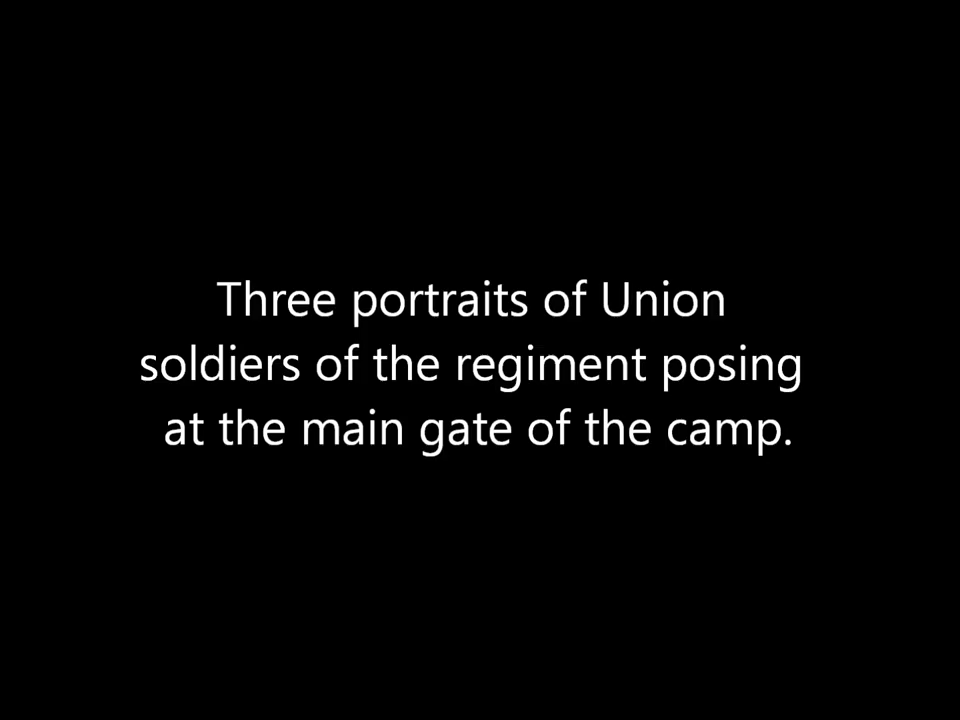 Three portraits of Union
soldiers of the regiment posing
at the main gate of the camp.